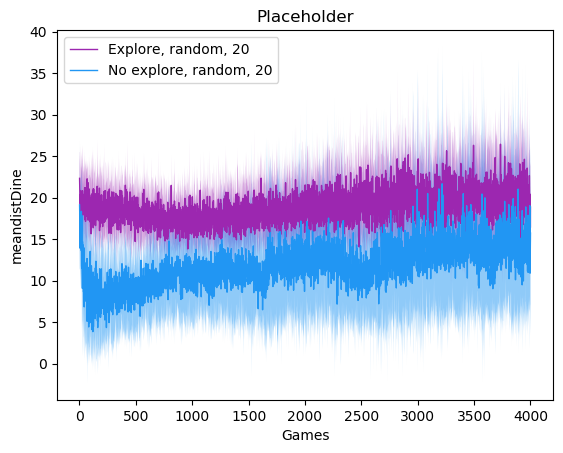 Placeholder
Explore, random, 20
No explore, random, 20
meandistDine
40
35
30
25
20
15
10
5
0
0 500 1000 1500 2000 2500 3000 3500 4000
Games